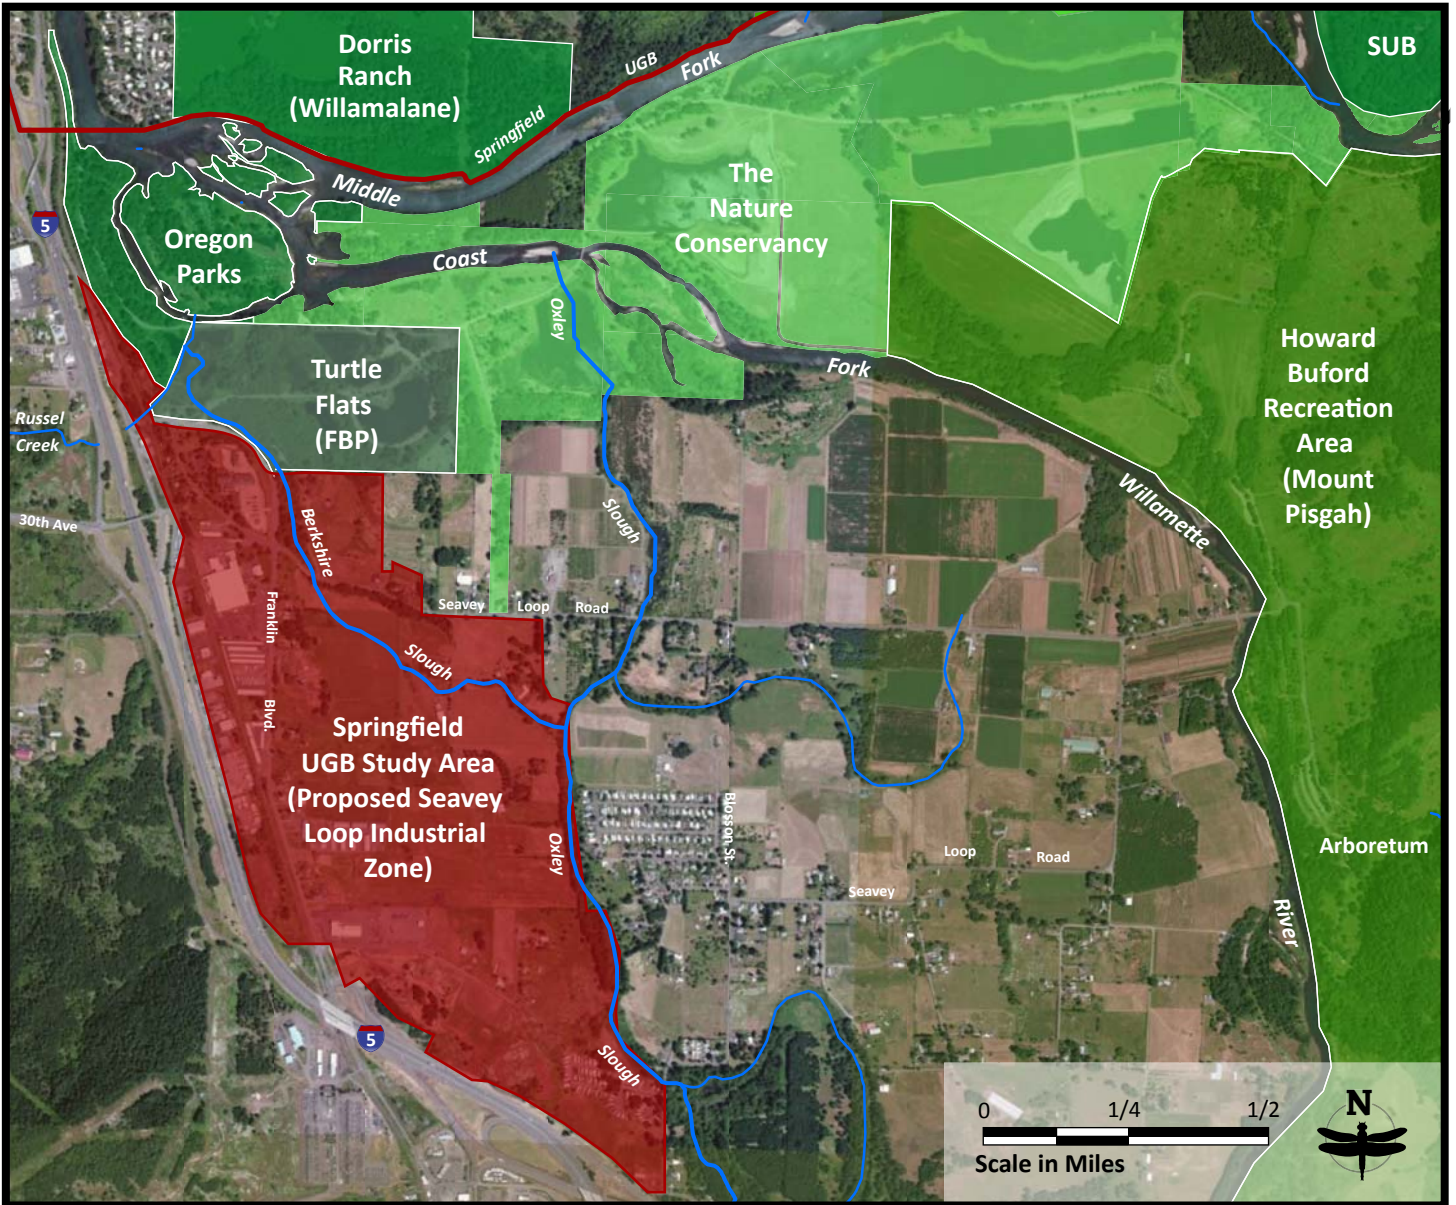 Dorris
Ranch
(Willamalane)
UGB
Fork
SUB
Springfield
Middle
The
Nature
Conservancy
5
Oregon
Parks
Coast
Oxley
Fork
Turtle
Flats
(FBP)
Howard
Buford
Recreation
Area
(Mount
Pisgah)
Russel
Creek
30th Ave
Berkshire
Slough
Willamette
Franklin
Blvd.
Seavey Loop Road
Slough
Springfield
UGB Study Area
(Proposed Seavey
Loop Industrial
Zone)
Oxley
Blosson St.
Loop Road
Seavey
Arboretum
River
5
Slough
0 1/4 1/2
Scale in Miles
N